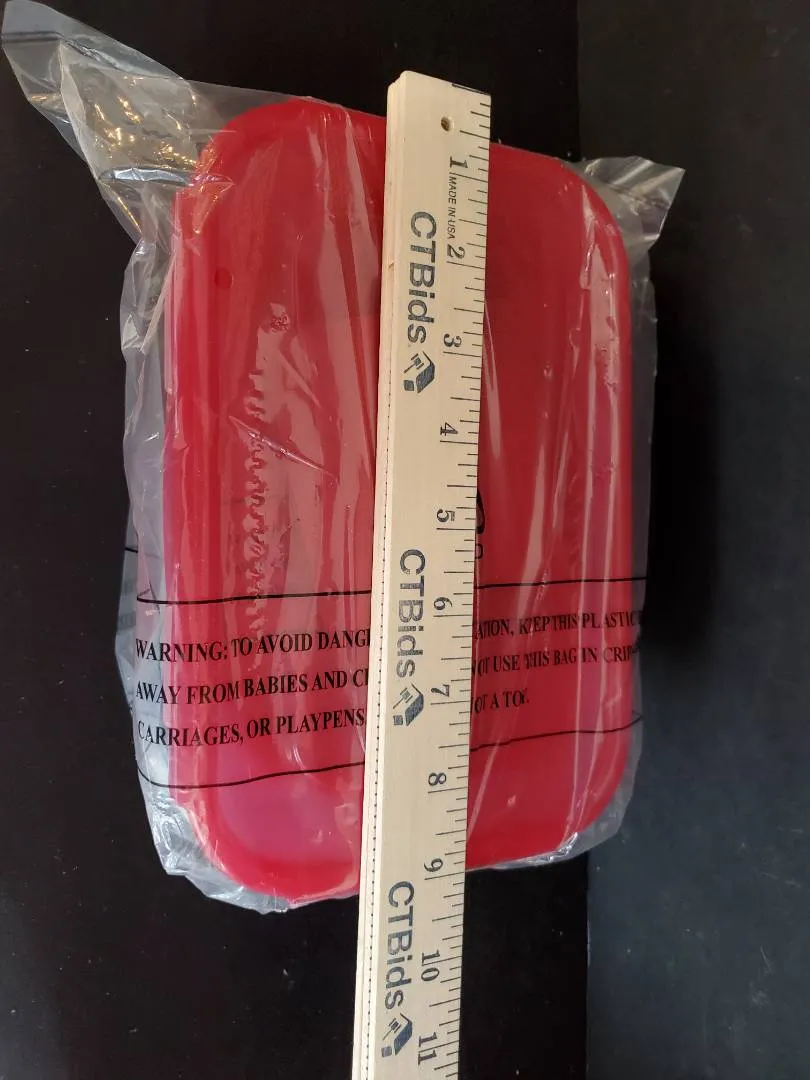 1
MADE IN USA
2
CTBids
3
4
5
CTBids
6
7
8
9
CTBids
10
11
WARNING: TO AVOID DANG ATION, KEEP THIS PLASTIC
AWAY FROM BABIES AND C OT USE THIS BAG IN CRIB
CARRIAGES, OR PLAYPENS. OT A TOY.